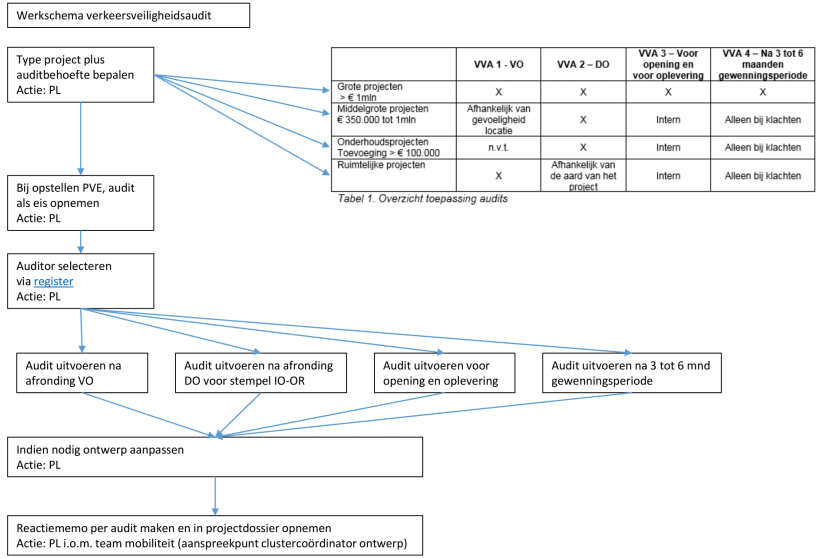 Werkschema verkeersveiligheidsaudit
Type project plus
auditbehoefte bepalen
Actie: PL
VVA 1 - VO
VVA 2 – DO
VVA 3 – Voor
opening en
voor oplevering
VVA 4 – Na 3 tot 6
maanden
gewenningsperiode
Grote projecten
> € 1mln
X
X
X
X
Middelgrote projecten
€ 350.000 tot 1mln
Afhankelijk van
gevoeligheid
locatie
X
Intern
Alleen bij klachten
Onderhoudsprojecten
Toevoeging > € 100.000
n.v.t.
X
Intern
Alleen bij klachten
Ruimtelijke projecten
X
Afhankelijk van
de aard van het
project
Intern
Alleen bij klachten
Tabel 1. Overzicht toepassing audits
Bij opstellen PVE, audit
als eis opnemen
Actie: PL
Auditor selecteren
via register
Actie: PL
Audit uitvoeren na
afronding VO
Audit uitvoeren na afronding
DO voor stempel IO-OR
Audit uitvoeren voor
opening en oplevering
Audit uitvoeren na 3 tot 6 mnd
gewenningsperiode
Indien nodig ontwerp aanpassen
Actie: PL
Reactiememo per audit maken en in projectdossier opnemen
Actie: PL i.o.m. team mobiliteit (aanspreekpunt clustercoördinator ontwerp)